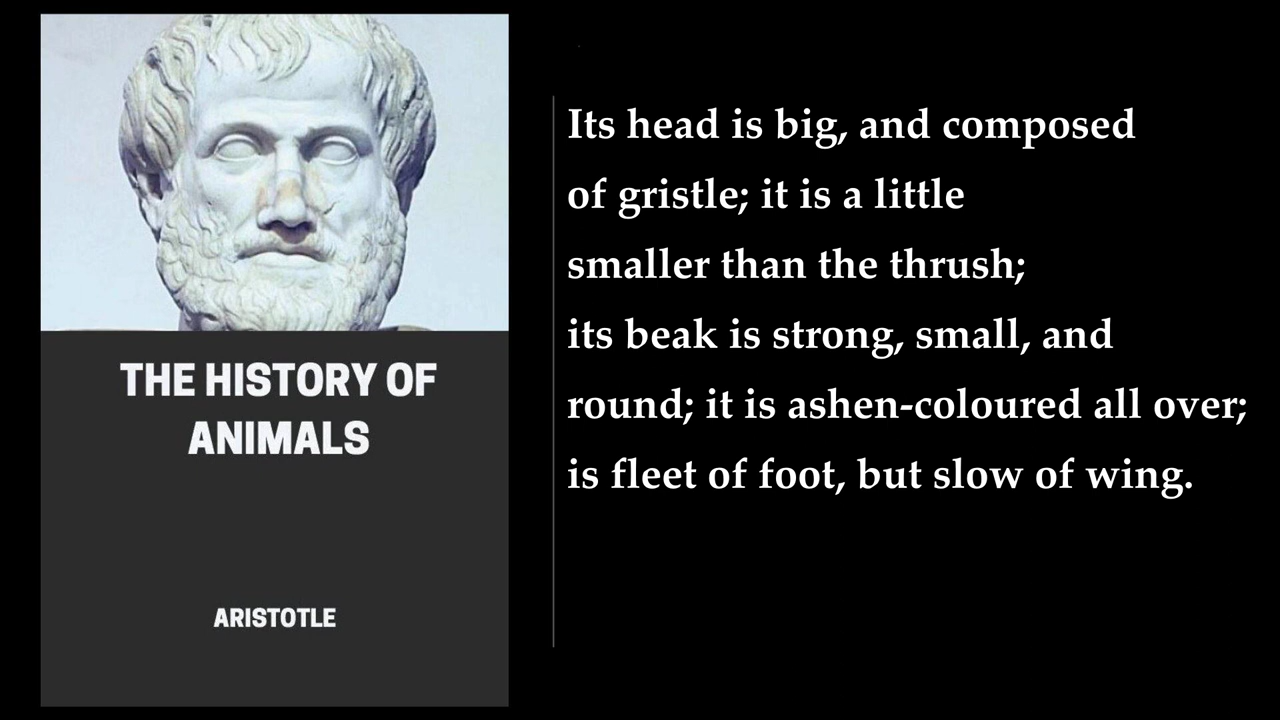 THE HISTORY OF
ANIMALS
ARISTOTLE
Its head is big, and composed
of gristle; it is a little
smaller than the thrush;
its beak is strong, small, and
round; it is ashen-coloured all over;
is fleet of foot, but slow of wing.